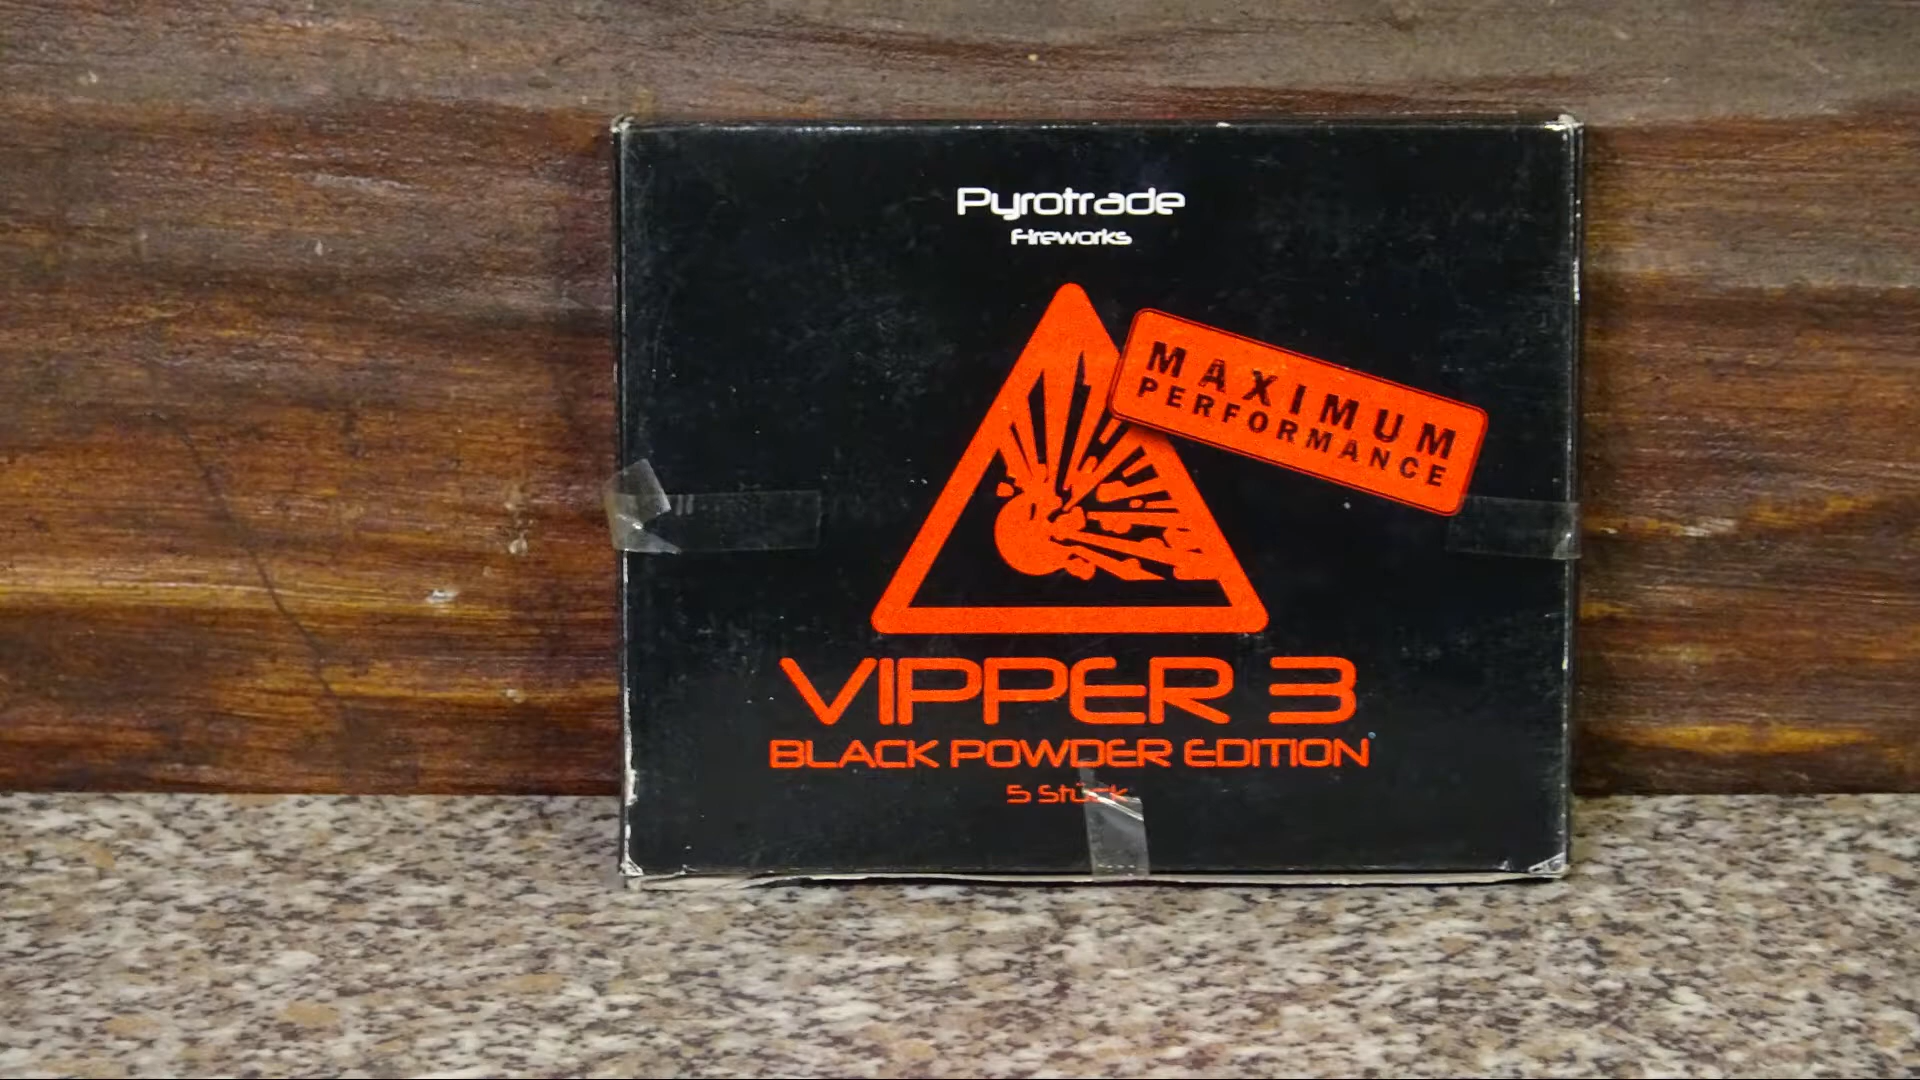 Pyrotrade
Fireworks
MAXIMUM
PERFORMANCE
VIPPER 3
BLACK POWDER EDITION
5 Stück